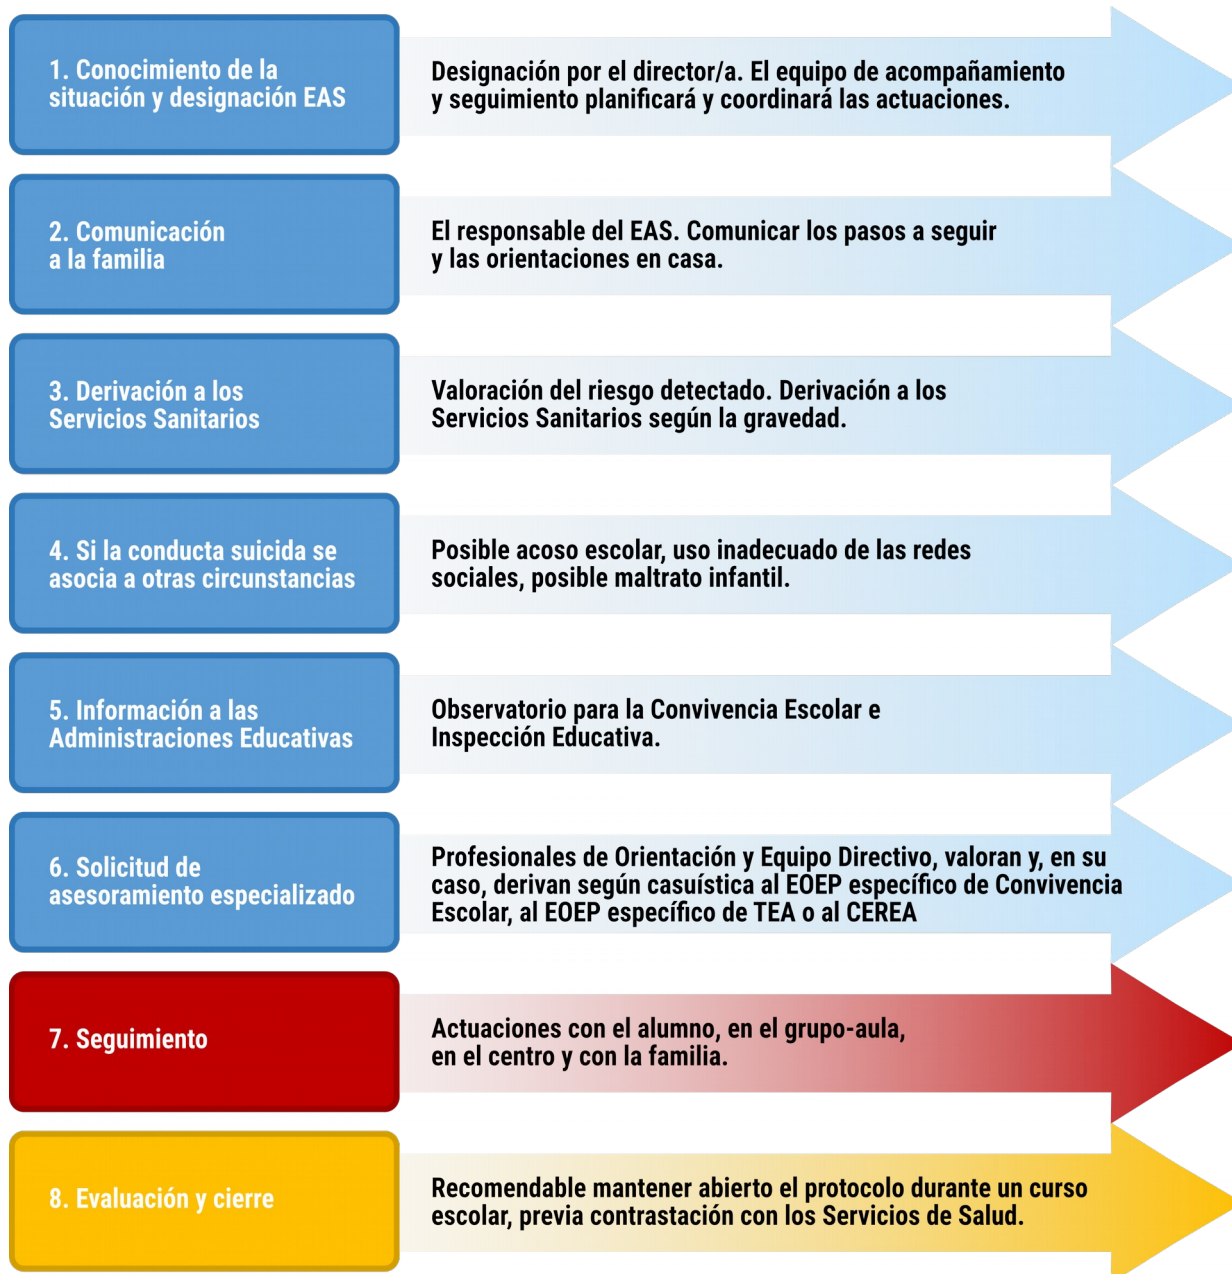 1. Conocimiento de la
situación y designación EAS
Designación por el director/a. El equipo de acompañamiento
y seguimiento planificará y coordinará las actuaciones.
2. Comunicación
a la familia
El responsable del EAS. Comunicar los pasos a seguir
y las orientaciones en casa.
3. Derivación a los
Servicios Sanitarios
Valoración del riesgo detectado. Derivación a los
Servicios Sanitarios según la gravedad.
4. Si la conducta suicida se
asocia a otras circunstancias
Posible acoso escolar, uso inadecuado de las redes
sociales, posible maltrato infantil.
5. Información a las
Administraciones Educativas
Observatorio para la Convivencia Escolar e
Inspección Educativa.
6. Solicitud de
asesoramiento especializado
Profesionales de Orientación y Equipo Directivo, valoran y, en su
caso, derivan según casuística al EOEP específico de Convivencia
Escolar, al EOEP específico de TEA o al CEREA
7. Seguimiento
Actuaciones con el alumno, en el grupo-aula,
en el centro y con la familia.
8. Evaluación y cierre
Recomendable mantener abierto el protocolo durante un curso
escolar, previa contrastación con los Servicios de Salud.